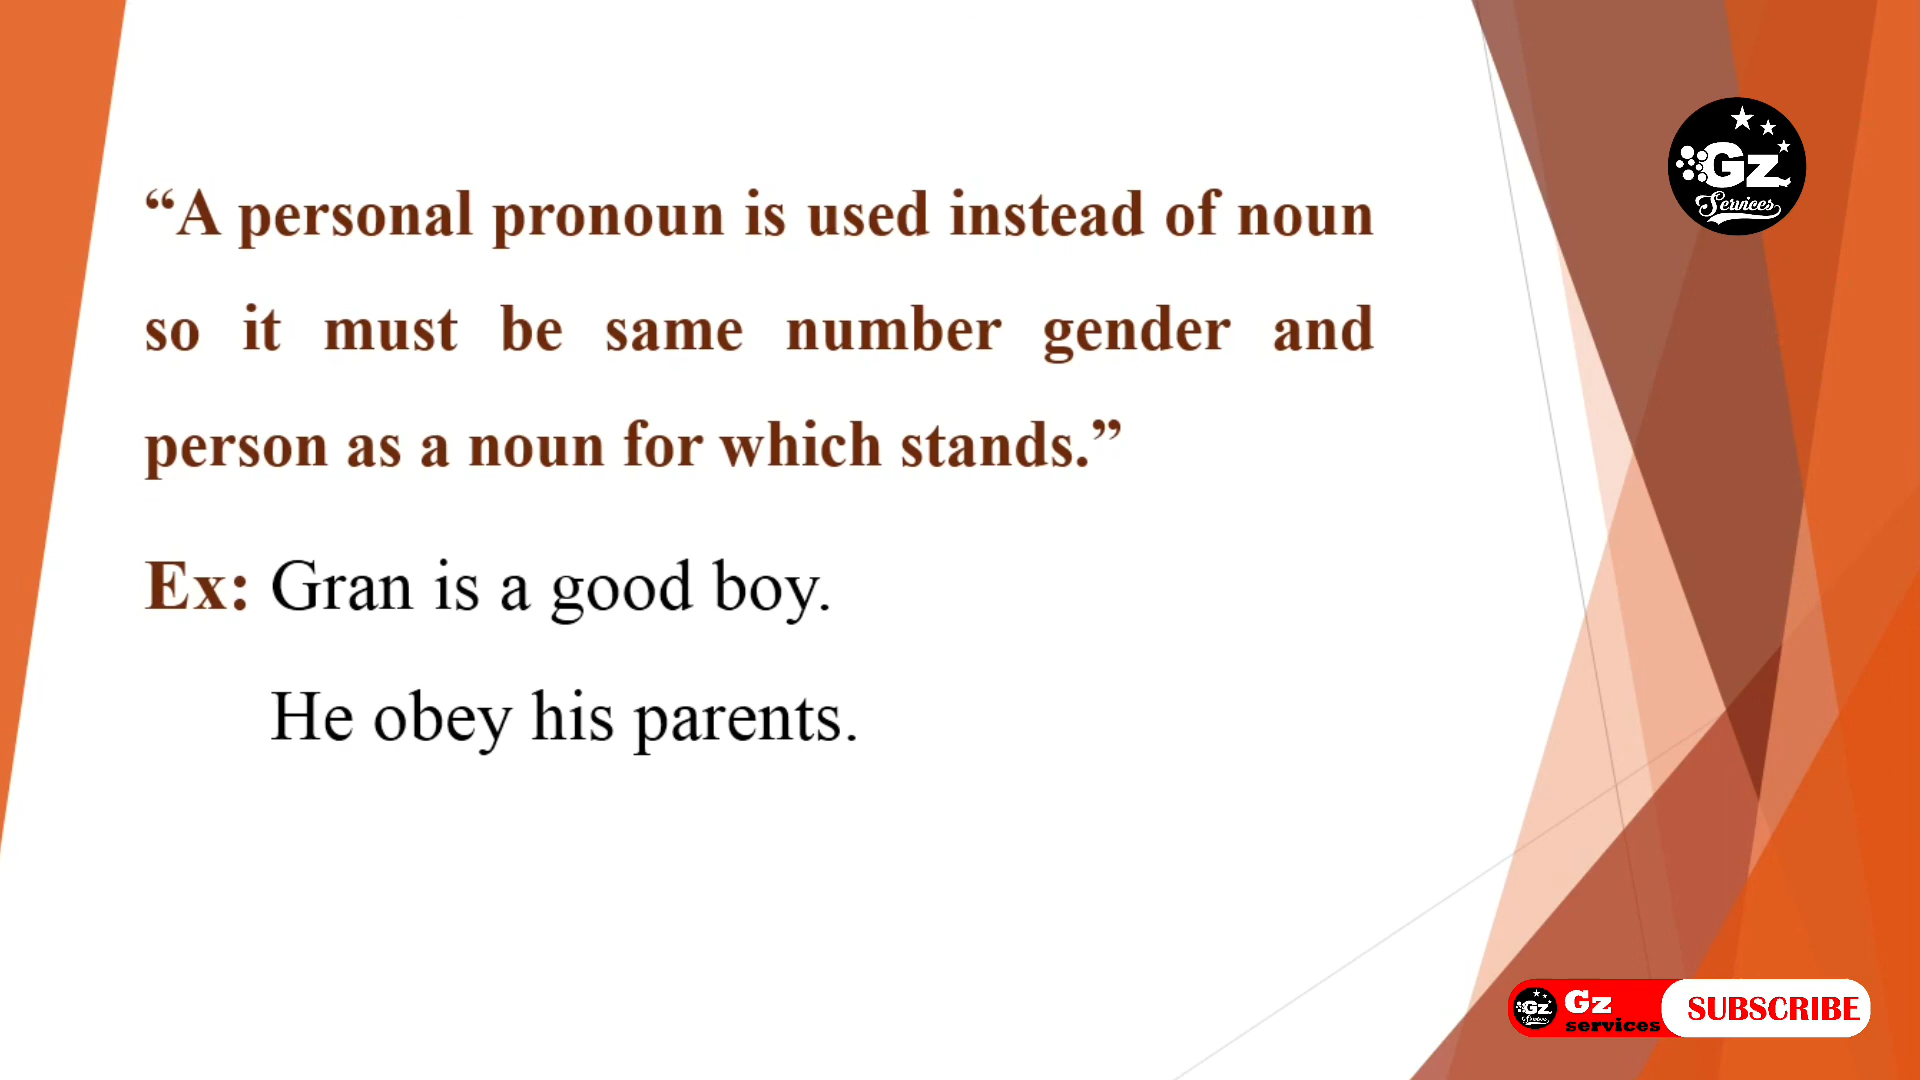 “A personal pronoun is used instead of noun
so it must be same number gender and
person as a noun for which stands.”
Ex: Gran is a good boy.
He obey his parents.
Gz
Services
Gz
services
SUBSCRIBE